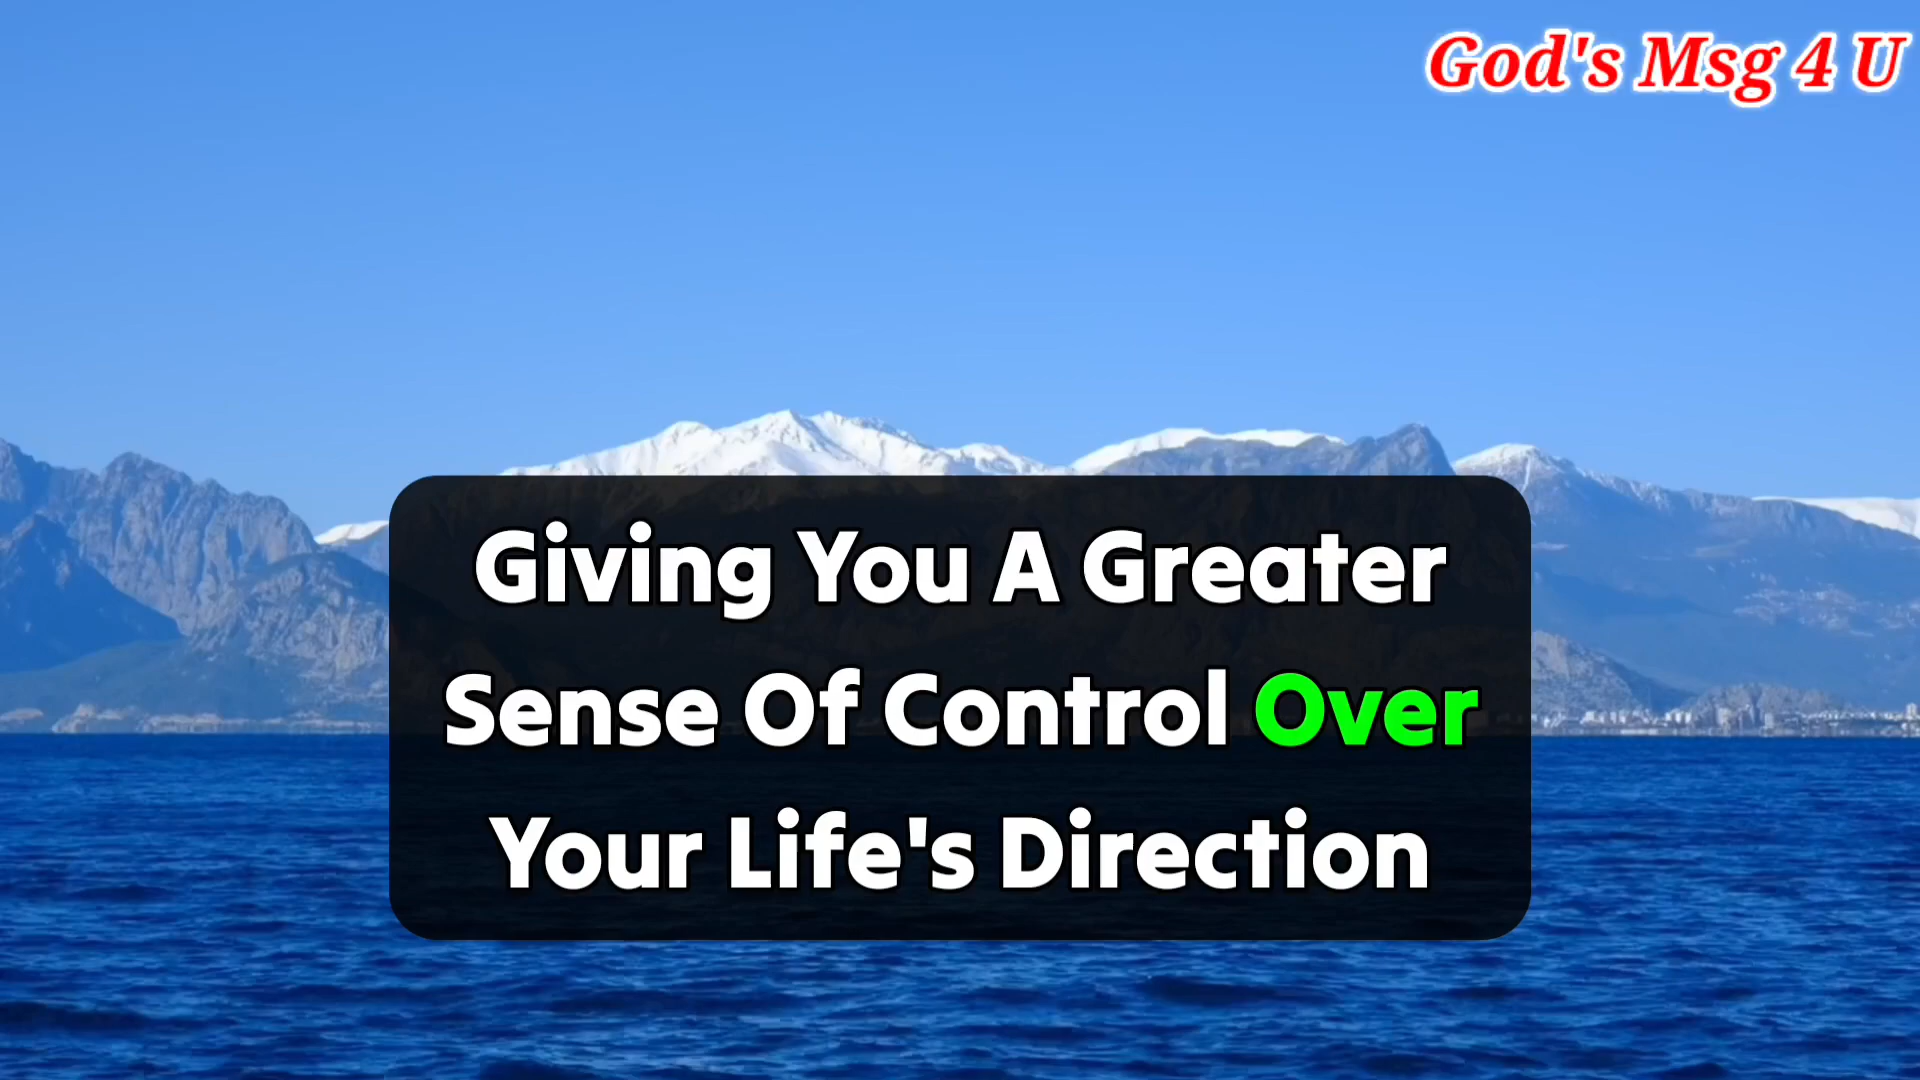 God's Msg 4 U
Giving You A Greater
Sense Of Control Over
Your Life's Direction